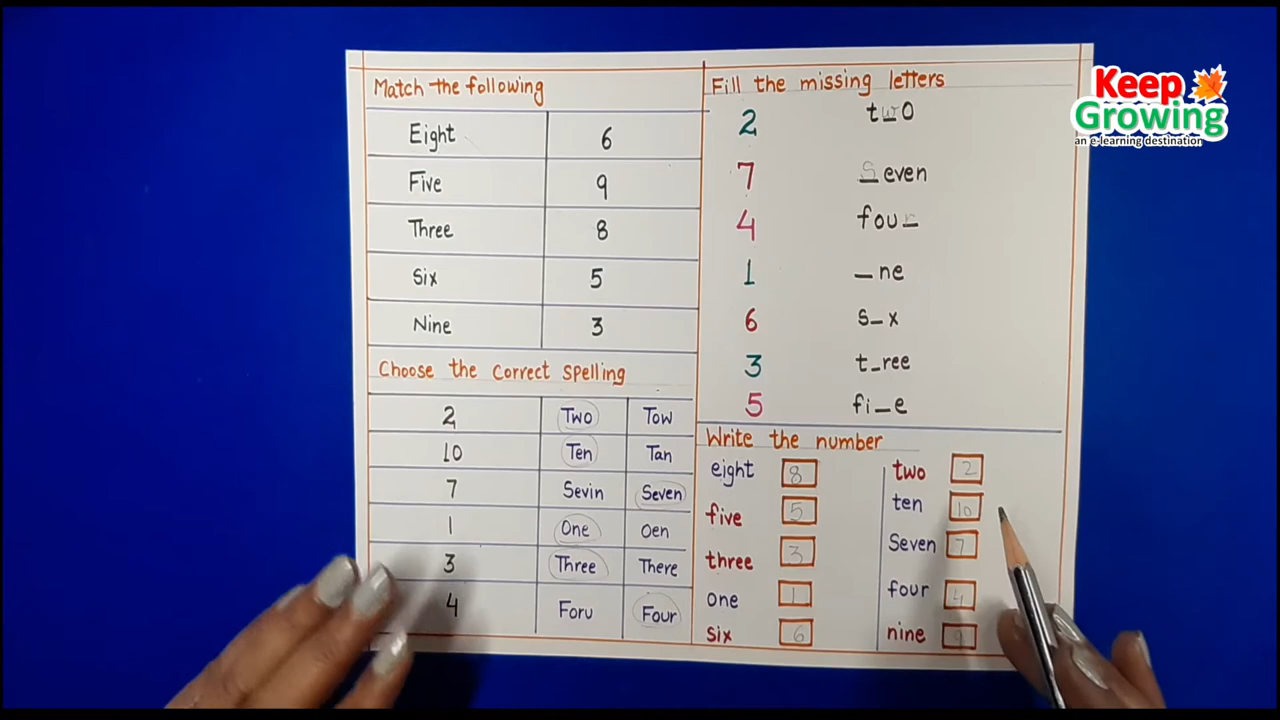 Match the following
Eight 6
Five 9
Three 8
Six 5
Nine 3
Choose the Correct Spelling
2 Two Tow
10 Ten Tan
7 Sevin Seven
1 One Oen
3 Three There
4 Foru Four
Fill the missing letters
2 two
7 Seven
4 four
1 _ne
6 s_x
3 t_ree
5 fi_e
Write the number
eight 8
five 5
three 3
one 1
six 6
two 2
ten 10
Seven 7
four 4
nine 9
Keep
Growing
an e-learning destination